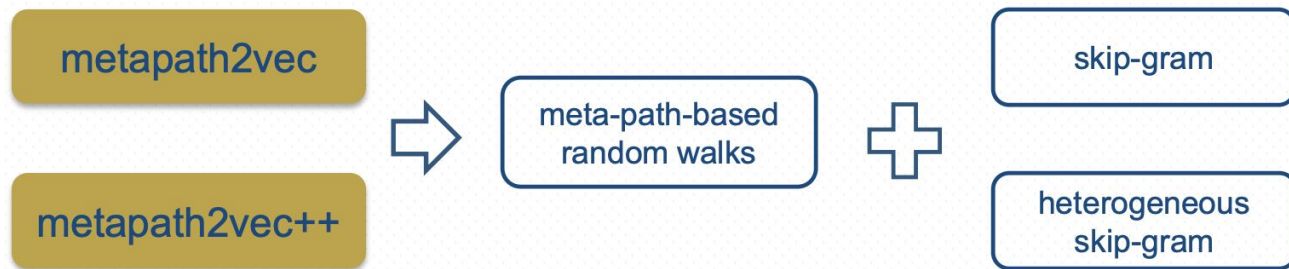 metapath2vec
metapath2vec++
meta-path-based
random walks
skip-gram
heterogeneous
skip-gram